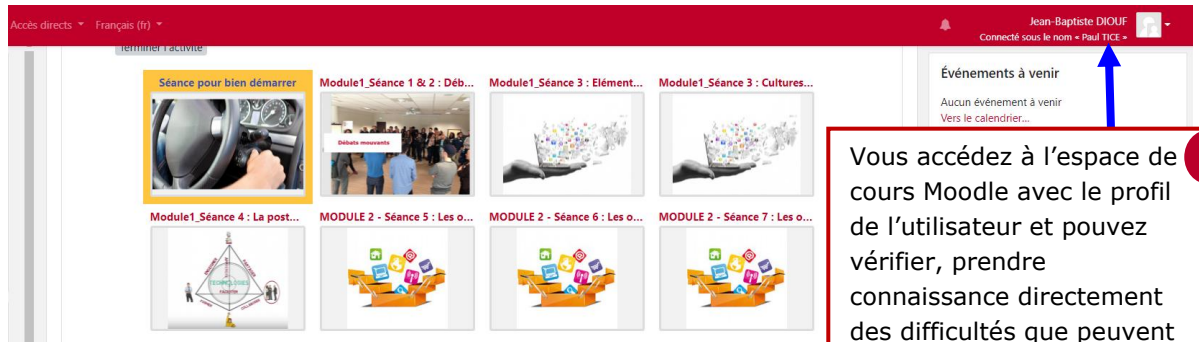 Accès directs Français (fr)
Jean-Baptiste DIOUF
Connecté sous le nom « Paul TICE »
Terminer l'activité
Séance pour bien démarrer
Module1_Séance 1 & 2 : Déb...
Module1_Séance 3 : Elément...
Module1_Séance 3 : Cultures...
Débats mouvants
Module1_Séance 4 : La post...
MODULE 2 - Séance 5 : Les o...
MODULE 2 - Séance 6 : Les o...
MODULE 2 - Séance 7 : Les o...
TECHNOLOGIES
Événements à venir
Aucun événement à venir
Vers le calendrier...
Vous accédez à l'espace de
cours Moodle avec le profil
de l'utilisateur et pouvez
vérifier, prendre
connaissance directement
des difficultés que peuvent